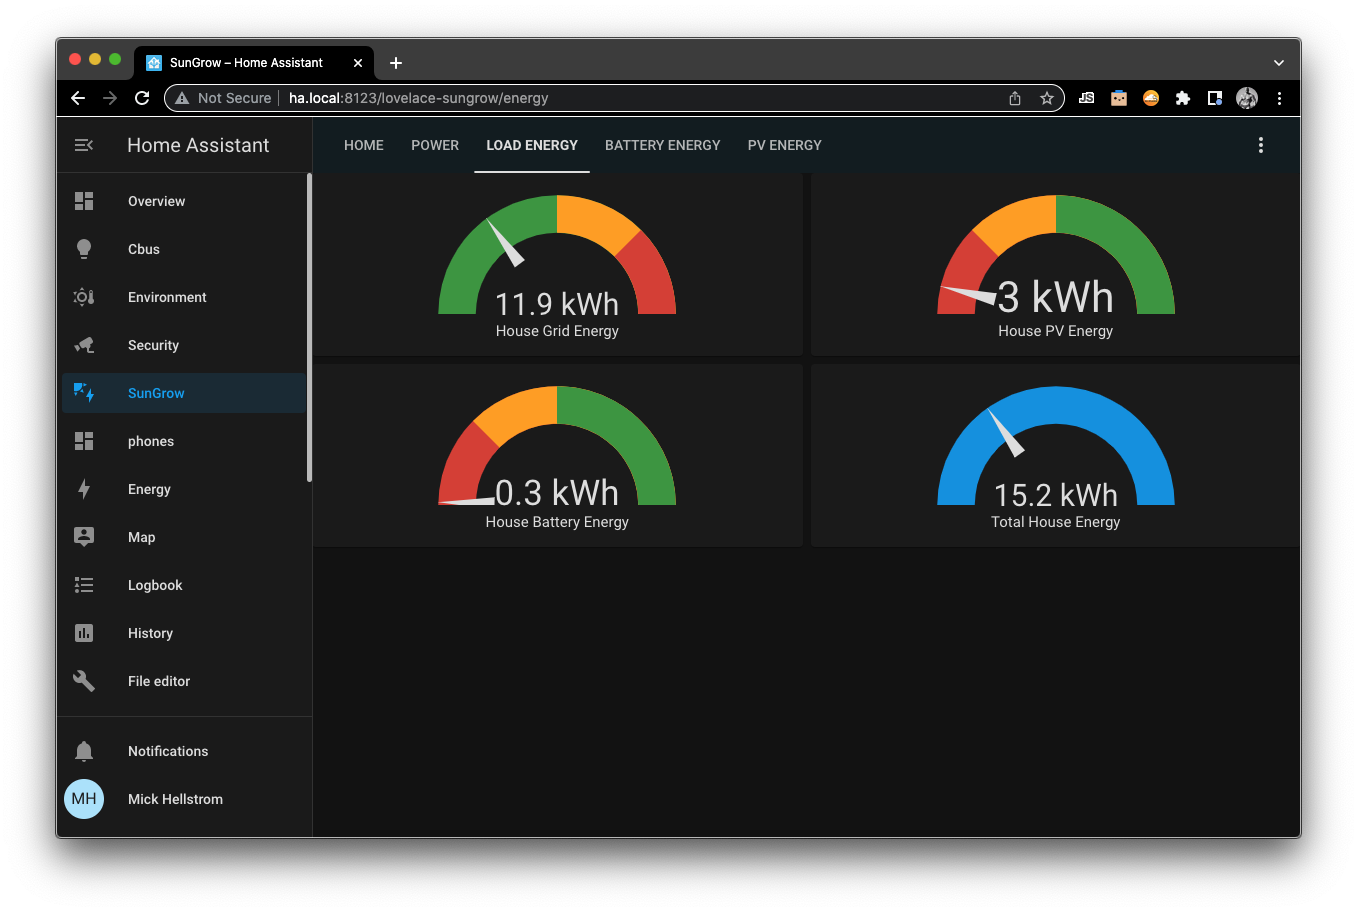 SunGrow – Home Assistant
Not Secure
ha.local:8123/lovelace-sungrow/energy
JS
Home Assistant
HOME
POWER
LOAD ENERGY
BATTERY ENERGY
PV ENERGY
Overview
Cbus
Environment
Security
SunGrow
phones
Energy
Map
Logbook
History
File editor
Notifications
MH
Mick Hellstrom
11.9 kWh
House Grid Energy
3 kWh
House PV Energy
0.3 kWh
House Battery Energy
15.2 kWh
Total House Energy